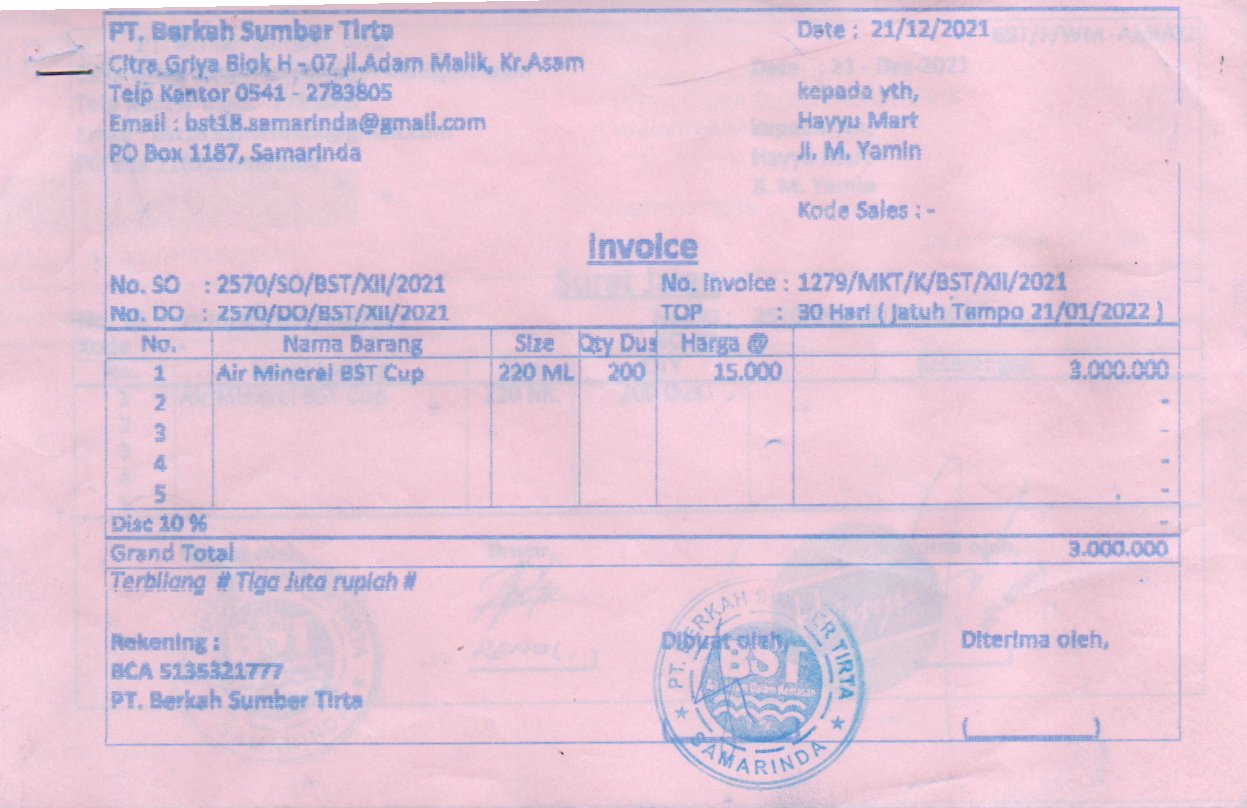 PT. Berkah Sumber Tirta
Citra Griya Blok H - 07 Jl.Adam Malik, Kr.Asam
Telp Kantor 0541 - 2783805
Email : bst18.samarinda@gmail.com
PO Box 1187, Samarinda
Date : 21/12/2021
kepada yth,
Hayyu Mart
Jl. M. Yamin
Kode Sales : -
Invoice
No. SO : 2570/SO/BST/XII/2021
No. Invoice : 1279/MKT/K/BST/XII/2021
No. DO : 2570/DO/BST/XII/2021
TOP : 30 Hari ( Jatuh Tempo 21/01/2022 )
No. Nama Barang Size Qty Dus Harga @
1 Air Mineral BST Cup 220 ML 200 15.000 3.000.000
2 -
3 -
4 -
5 -
Disc 10 % -
Grand Total 3.000.000
Terbilang # Tiga Juta rupiah #
Rekening :
BCA 5135321777
PT. Berkah Sumber Tirta
Dibuat oleh,
Diterima oleh,
PT. BERKAH SUMBER TIRTA
BST
Dalam Kemasan
SAMARINDA